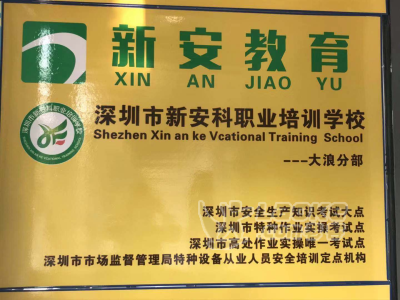 新安教育
XIN AN JIAO YU
深圳市新安科职业培训学校
Shezhen Xin an ke Vcational Training School
---大浪分部
深圳市安全生产知识考试大点
深圳市特种作业实操考试点
深圳市高处作业实操唯一考试点
深圳市市场监督管理局特种设备从业人员安全培训定点机构